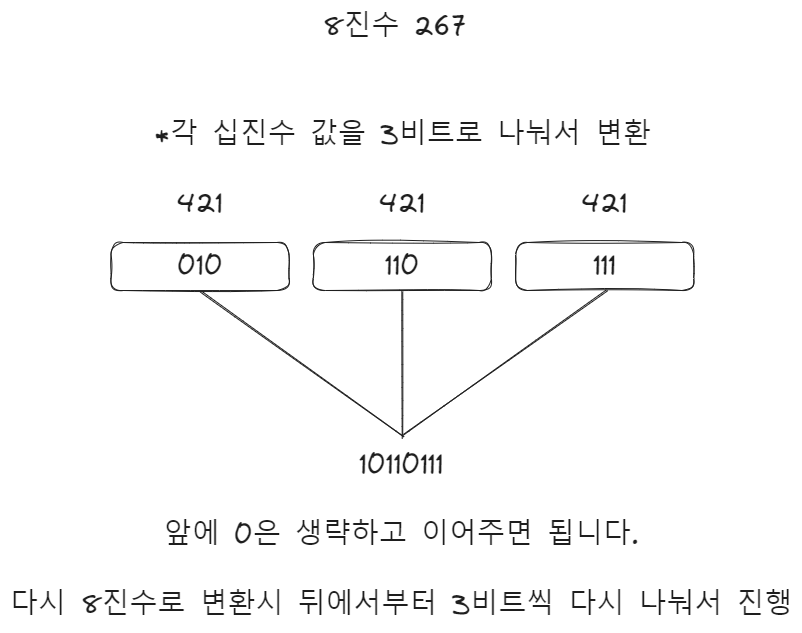 8진수 267
*각 십진수 값을 3비트로 나눠서 변환
421 421 421
010 110 111
10110111
앞에 0은 생략하고 이어주면 됩니다.
다시 8진수로 변환시 뒤에서부터 3비트씩 다시 나눠서 진행